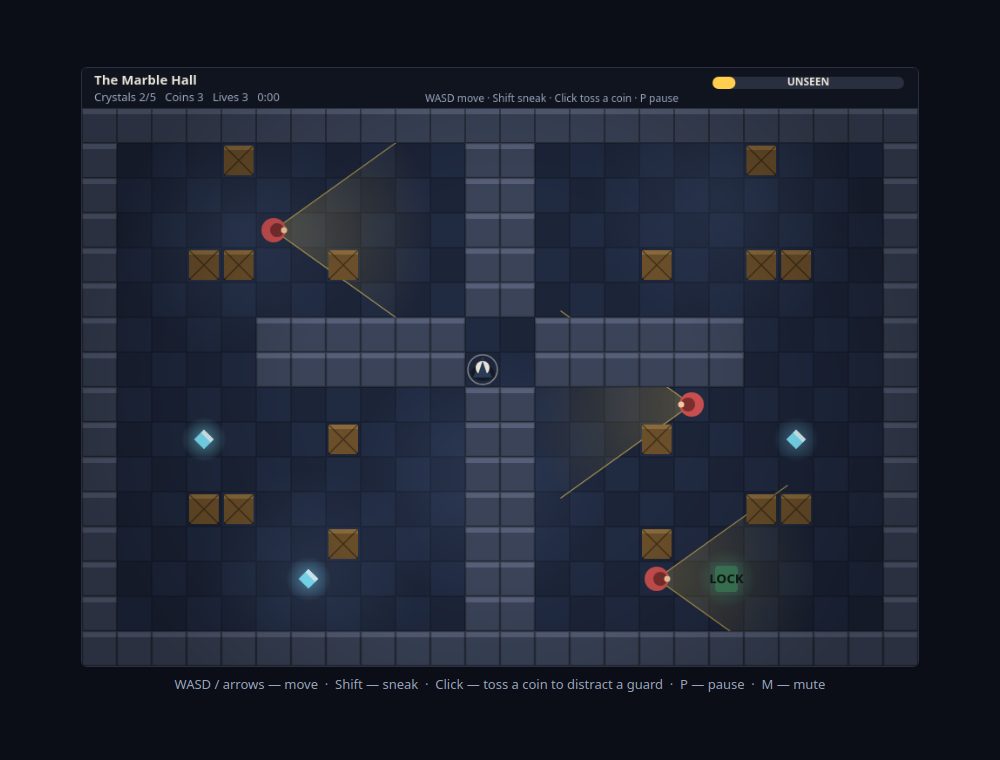 The Marble Hall
Crystals 2/5 Coins 3 Lives 3 0:00
WASD move · Shift sneak · Click toss a coin · P pause
UNSEEN
LOCK
WASD / arrows — move · Shift — sneak · Click — toss a coin to distract a guard · P — pause · M — mute